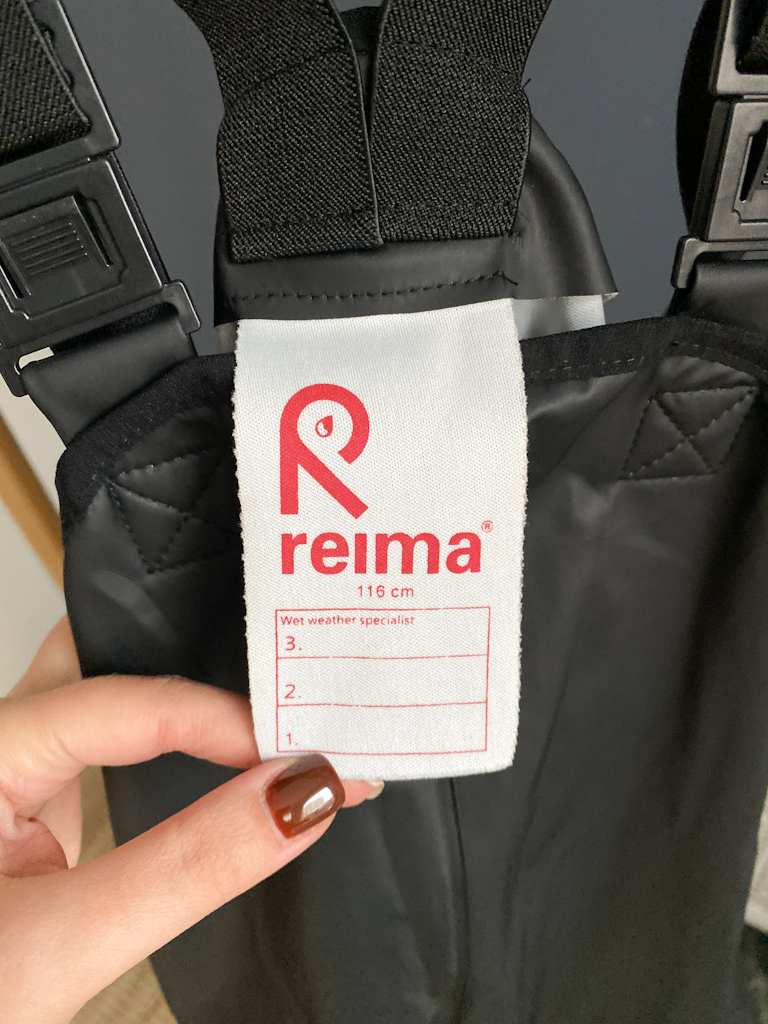 reima®
116 cm
Wet weather specialist
3.
2.
1.